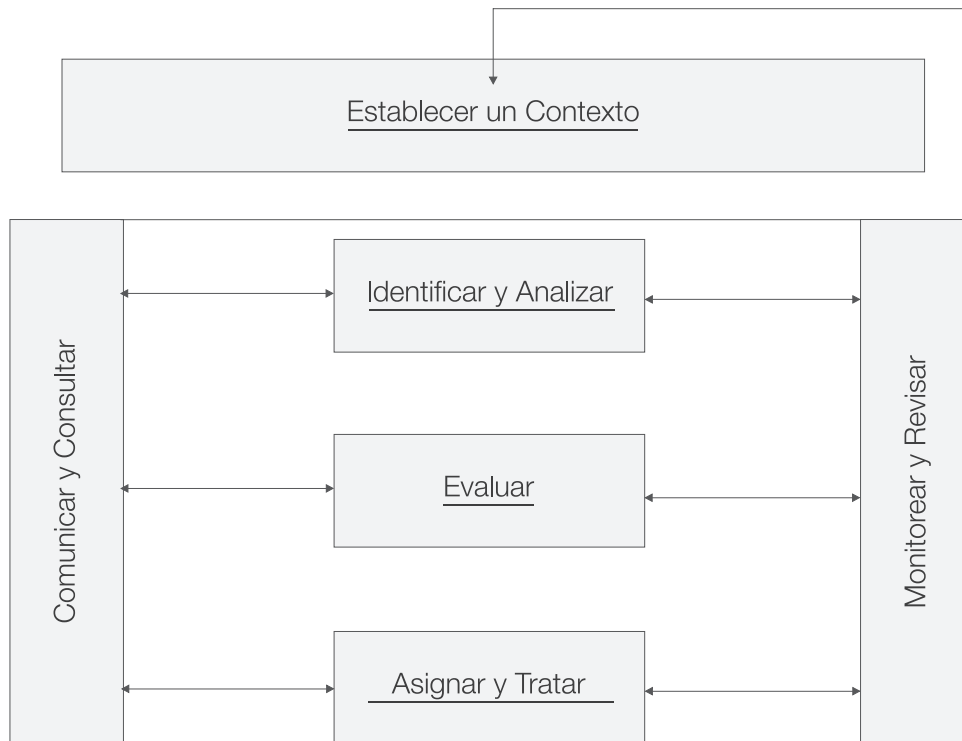 Establecer un Contexto
Comunicar y Consultar
Identificar y Analizar
Evaluar
Asignar y Tratar
Monitorear y Revisar